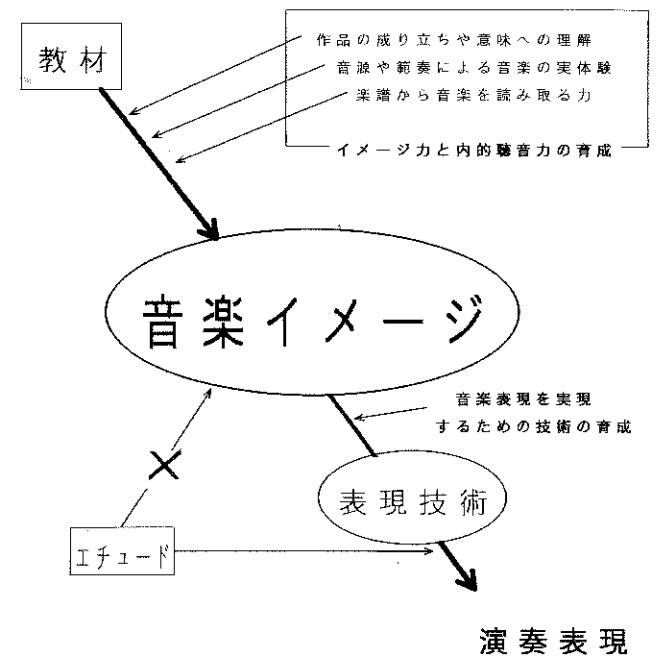 教材
作品の成り立ちや意味への理解
音源や範奏による音楽の実体験
楽譜から音楽を読み取る力
イメージ力と内的聴音力の育成
音楽イメージ
音楽表現を実現
するための技術の育成
表現技術
エチュード
演奏表現